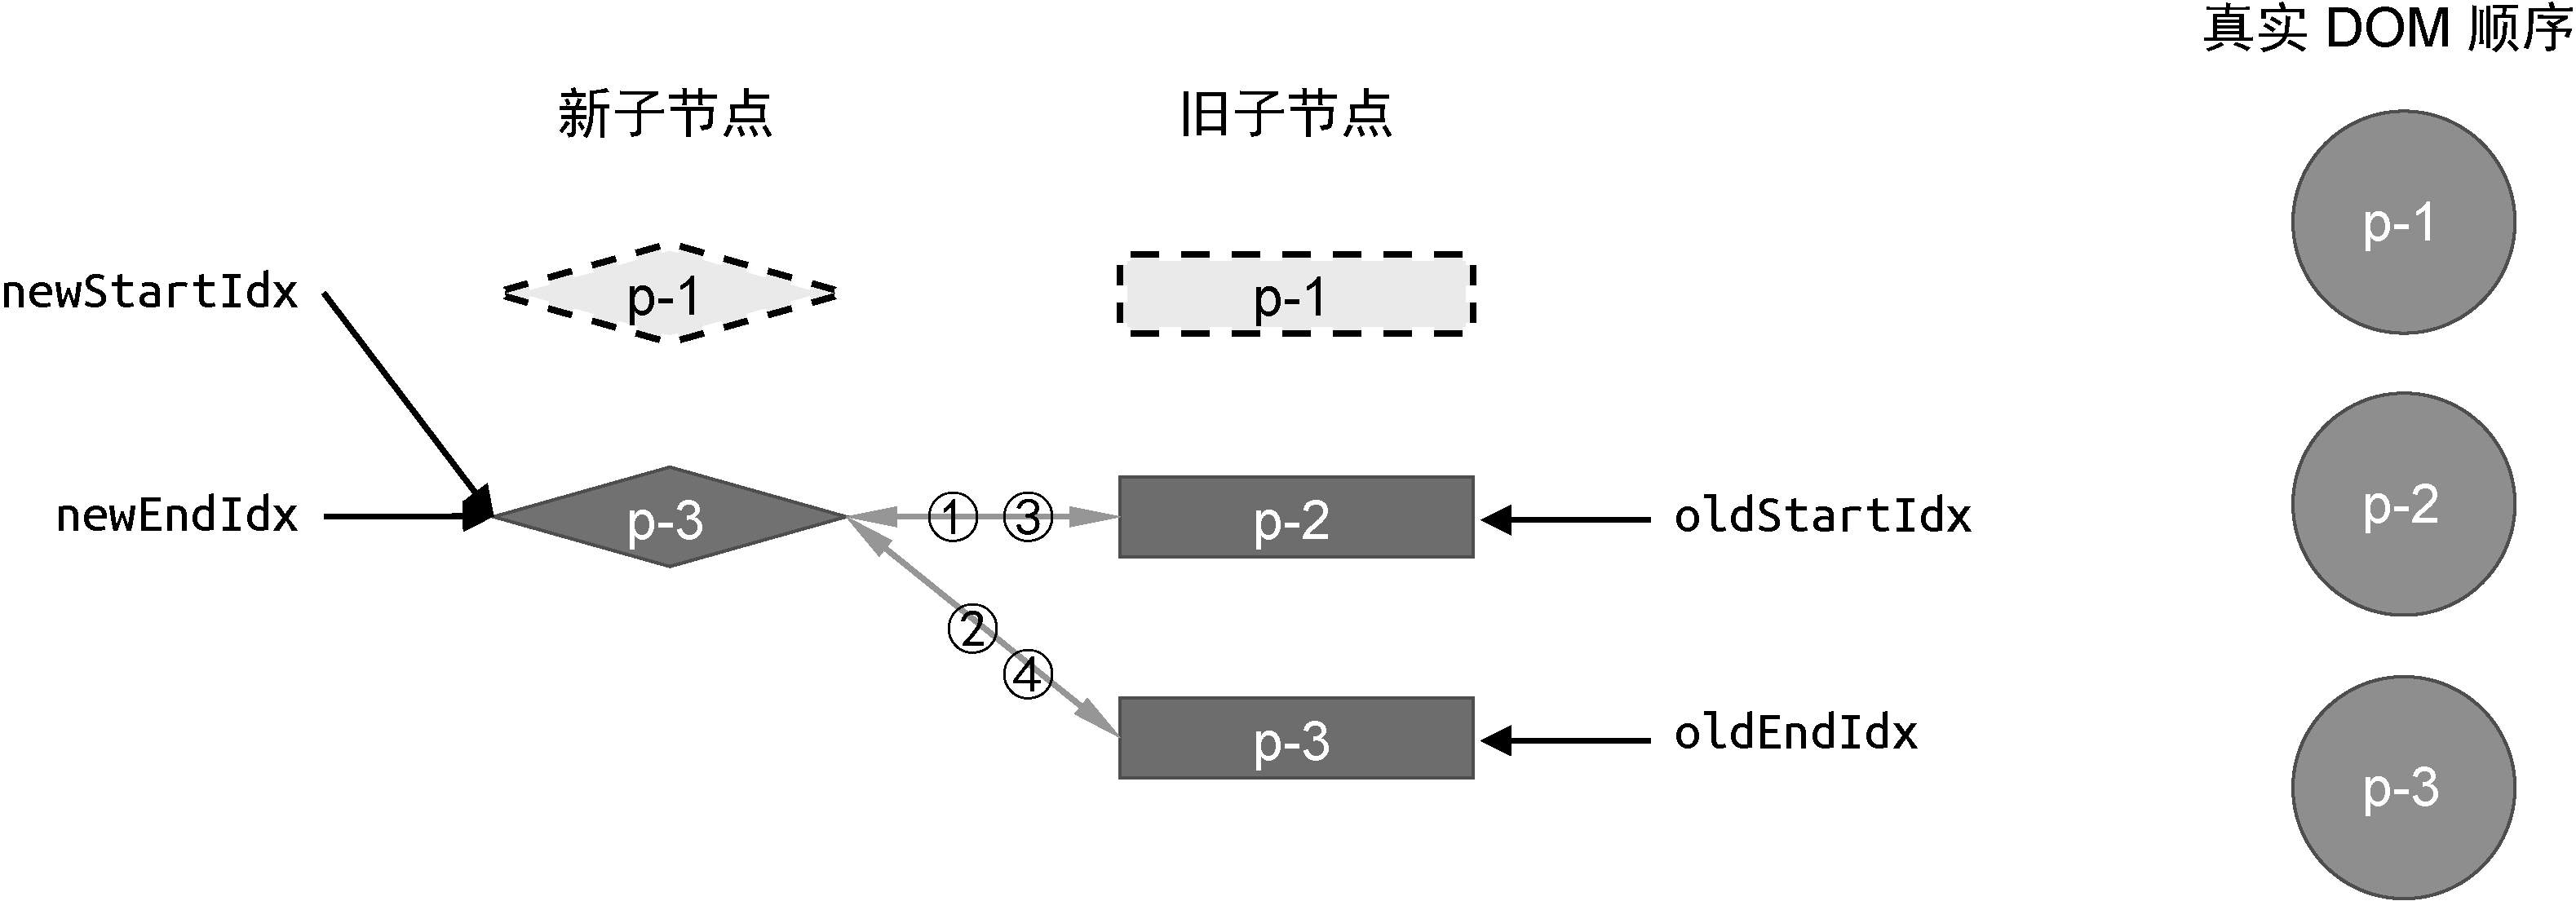 真实 DOM 顺序
新子节点
旧子节点
p-1
newStartIdx
p-1
p-1
newEndIdx
p-3
①
③
p-2
oldStartIdx
p-2
②
④
p-3
oldEndIdx
p-3